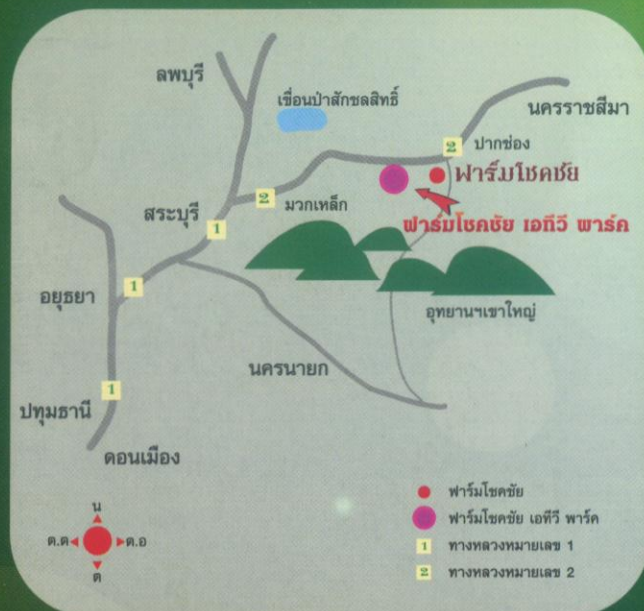 ลพบุรี
เขื่อนป่าสักชลสิทธิ์
นครราชสีมา
2
ปากช่อง
ฟาร์มโชคชัย
2
มวกเหล็ก
สระบุรี
1
ฟาร์มโชคชัย เอทีวี พาร์ค
1
อยุธยา
อุทยานฯเขาใหญ่
นครนายก
1
ปทุมธานี
ดอนเมือง
น
ต.ต
ต.อ
ต
ฟาร์มโชคชัย
ฟาร์มโชคชัย เอทีวี พาร์ค
1 ทางหลวงหมายเลข 1
2 ทางหลวงหมายเลข 2